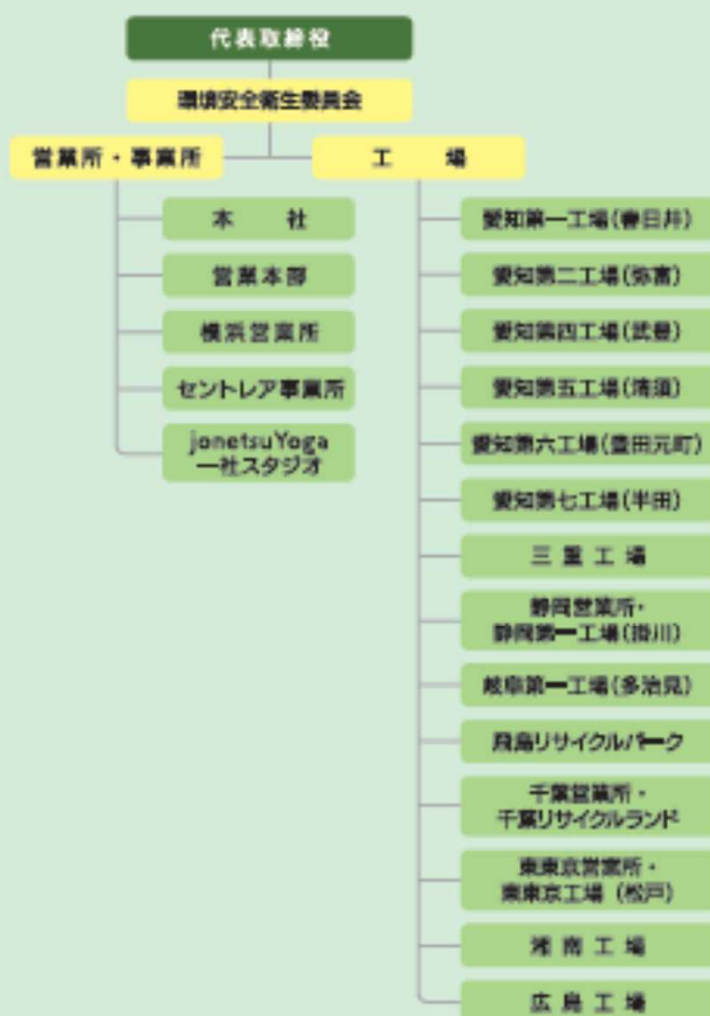 代表取締役
環境安全衛生委員会
営業所・事業所
工場
本社
営業本部
横浜営業所
セントレア事業所
jonetsuYoga
一社スタジオ
愛知第一工場(春日井)
愛知第二工場(弥富)
愛知第四工場(武豊)
愛知第五工場(清須)
愛知第六工場(豊田元町)
愛知第七工場(半田)
三重工場
静岡営業所・
静岡第一工場(掛川)
岐阜第一工場(多治見)
飛島リサイクルパーク
千葉営業所・
千葉リサイクルランド
東東京営業所・
東東京工場（松戸）
湘南工場
広島工場